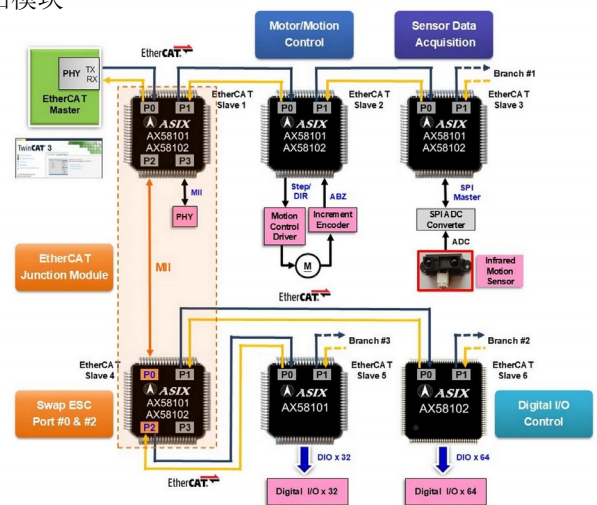 Motor/Motion
Control
Sensor Data
Acquisition
EtherCAT
PHY
TX
RX
EtherCAT
Master
EtherCAT
Slave 1
EtherCAT
Slave 2
EtherCAT
Slave 3
Branch #1
P0
P1
ASIX
AX58101
AX58102
P2
P3
P0
P1
ASIX
AX58101
AX58102
P0
P1
ASIX
AX58101
AX58102
TwinCAT 3
MII
PHY
Step/
DIR
ABZ
SPI
Master
Motion
Control
Driver
Increment
Encoder
SPI ADC
Converter
M
ADC
Infrared
Motion
Sensor
EtherCAT
Junction Module
MII
EtherCAT
Branch #3
Branch #2
EtherCAT
Slave 4
EtherCAT
Slave 5
EtherCAT
Slave 6
P0
P1
ASIX
AX58101
AX58102
P2
P3
P0
P1
ASIX
AX58101
P0
P1
ASIX
AX58102
Swap ESC
Port #0 & #2
Digital I/O
Control
EtherCAT
DIO x 32
DIO x 64
Digital I/O x 32
Digital I/O x 64